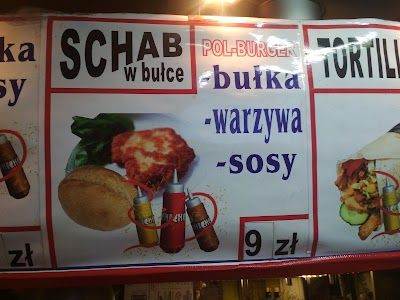 SCHAB
w bułce
POL-BURGER
-bułka
-warzywa
-sosy
9 zł
TORTILL
ka
sy
zł